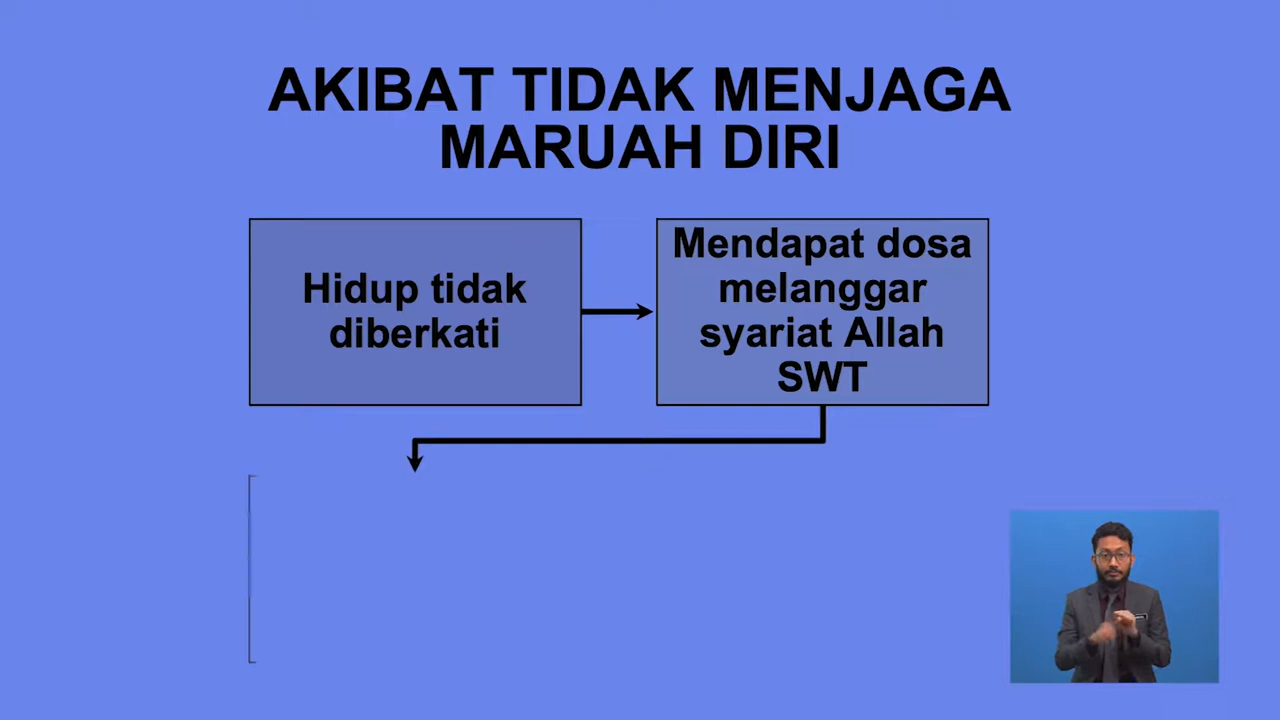 AKIBAT TIDAK MENJAGA
MARUAH DIRI
Hidup tidak
diberkati
Mendapat dosa
melanggar
syariat Allah
SWT